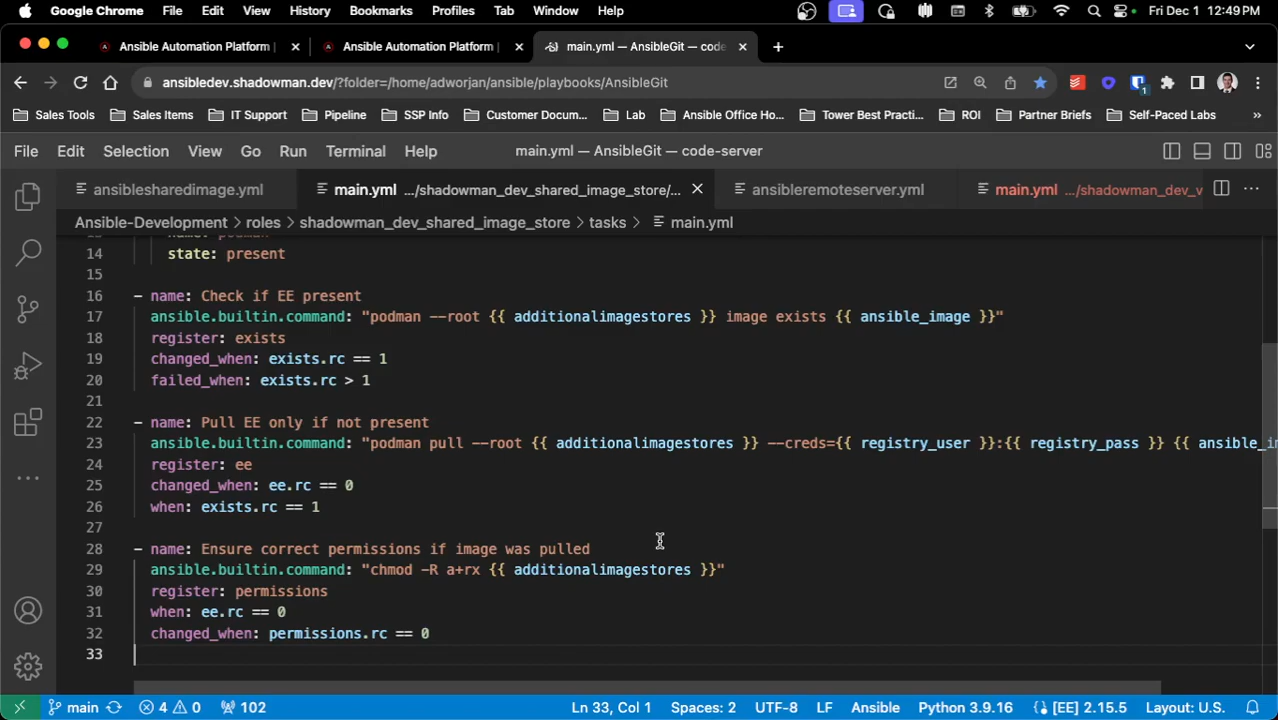 Google Chrome File Edit View History Bookmarks Profiles Tab Window Help Fri Dec 1 12:49 PM
Ansible Automation Platform Ansible Automation Platform main.yml — AnsibleGit — code-
ansibledev.shadowman.dev/?folder=/home/adworjan/ansible/playbooks/AnsibleGit
Sales Tools Sales Items IT Support Pipeline SSP Info Customer Docum... Lab Ansible Office Ho... Tower Best Practi... ROI Partner Briefs Self-Paced Labs »
File Edit Selection View Go Run Terminal Help main.yml — AnsibleGit — code-server
ansiblesharedimage.yml main.yml .../shadowman_dev_shared_image_store/... ansibleremoteserver.yml main.yml .../shadowman_dev_v
Ansible-Development > roles > shadowman_dev_shared_image_store > tasks > main.yml
14 state: present
15
16 - name: Check if EE present
17 ansible.builtin.command: "podman --root {{ additionalimagestores }} image exists {{ ansible_image }}"
18 register: exists
19 changed_when: exists.rc == 1
20 failed_when: exists.rc > 1
21
22 - name: Pull EE only if not present
23 ansible.builtin.command: "podman pull --root {{ additionalimagestores }} --creds={{ registry_user }}:{{ registry_pass }} {{ ansible_i
24 register: ee
25 changed_when: ee.rc == 0
26 when: exists.rc == 1
27
28 - name: Ensure correct permissions if image was pulled
29 ansible.builtin.command: "chmod -R a+rx {{ additionalimagestores }}"
30 register: permissions
31 when: ee.rc == 0
32 changed_when: permissions.rc == 0
33
main 4 0 102 Ln 33, Col 1 Spaces: 2 UTF-8 LF Ansible Python 3.9.16 [EE] 2.15.5 Layout: U.S.